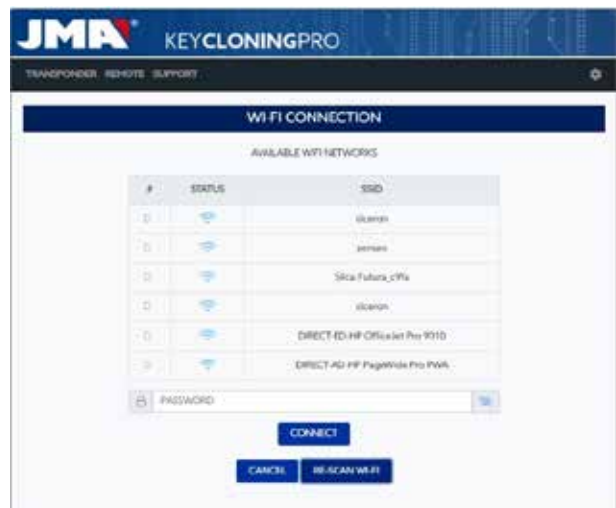 JMA KEYCLONINGPRO
TRANSPONDER REMOTE SUPPORT
WI-FI CONNECTION
AVAILABLE WIFI NETWORKS
# STATUS SSID
Silca Futura
DIRECT-ED-HP OfficeJet Pro 9010
DIRECT-AD-HP PageWide Pro PWA
PASSWORD
CONNECT
CANCEL RE-SCAN WI-FI